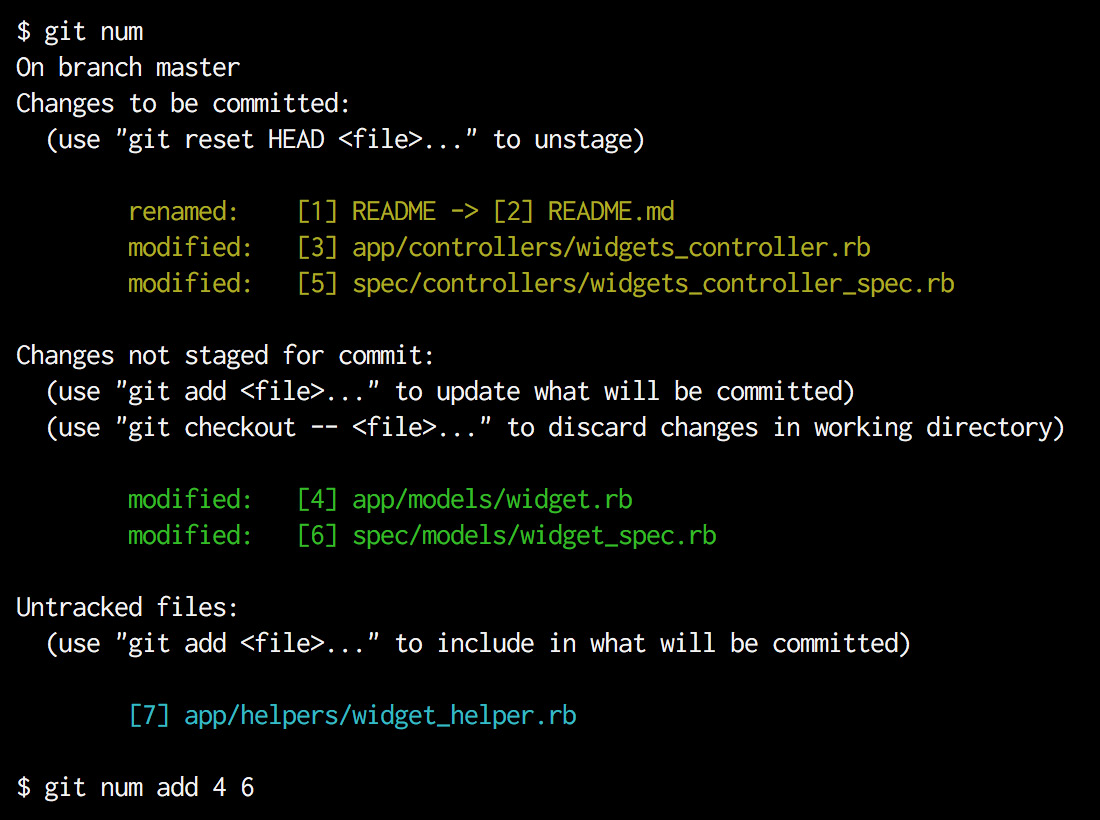 $ git num
On branch master
Changes to be committed:
  (use "git reset HEAD <file>..." to unstage)

        renamed:    [1] README -> [2] README.md
        modified:   [3] app/controllers/widgets_controller.rb
        modified:   [5] spec/controllers/widgets_controller_spec.rb

Changes not staged for commit:
  (use "git add <file>..." to update what will be committed)
  (use "git checkout -- <file>..." to discard changes in working directory)

        modified:   [4] app/models/widget.rb
        modified:   [6] spec/models/widget_spec.rb

Untracked files:
  (use "git add <file>..." to include in what will be committed)

        [7] app/helpers/widget_helper.rb

$ git num add 4 6